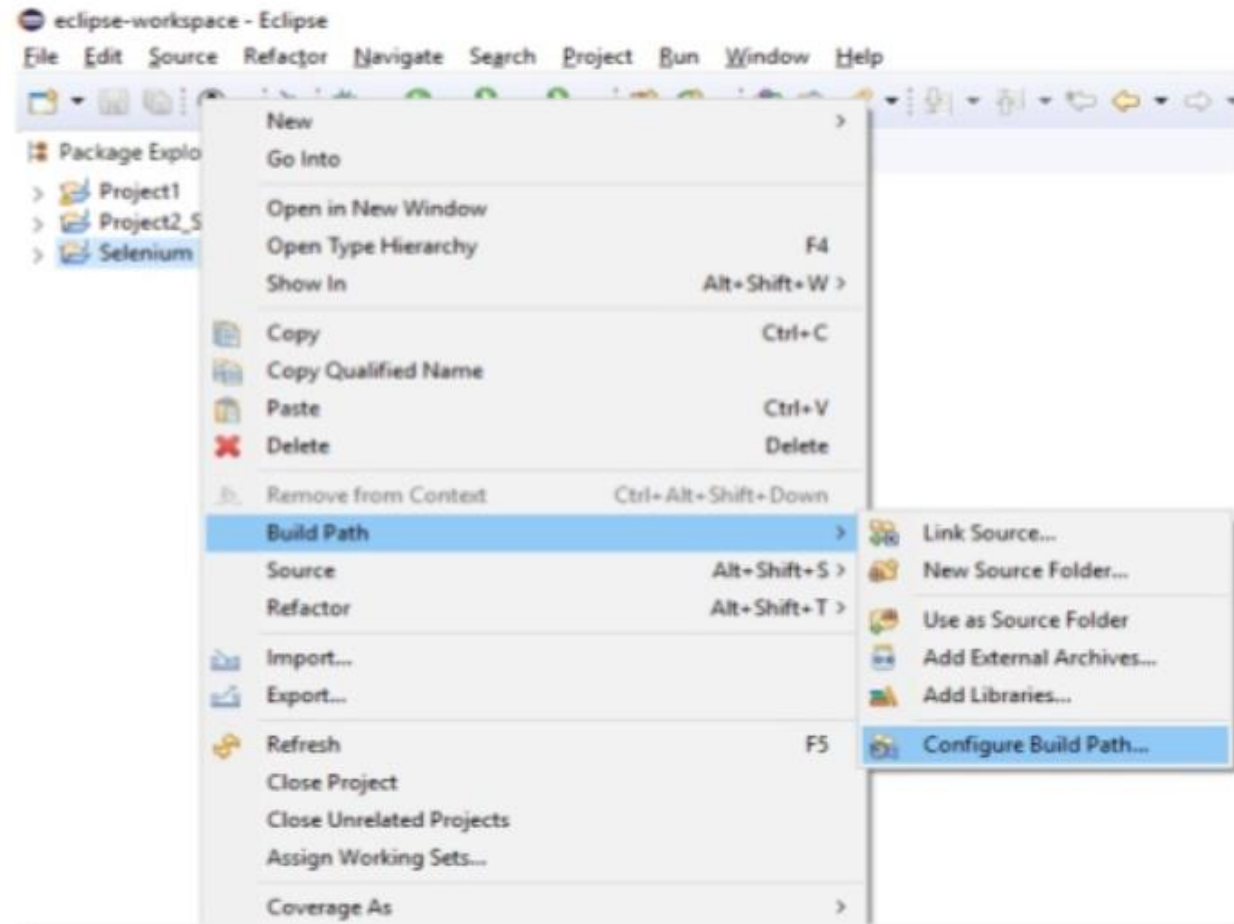 eclipse-workspace - Eclipse
File Edit Source Refactor Navigate Search Project Run Window Help
Package Explo
Project1
Project2_S
Selenium
New
Go Into
Open in New Window
Open Type Hierarchy F4
Show In Alt+Shift+W
Copy Ctrl+C
Copy Qualified Name
Paste Ctrl+V
Delete Delete
Remove from Context Ctrl+Alt+Shift+Down
Build Path
Source Alt+Shift+S
Refactor Alt+Shift+T
Import...
Export...
Refresh F5
Close Project
Close Unrelated Projects
Assign Working Sets...
Coverage As
Link Source...
New Source Folder...
Use as Source Folder
Add External Archives...
Add Libraries...
Configure Build Path...